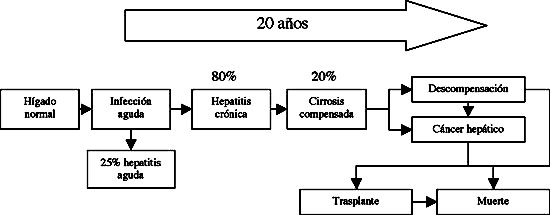 20 años
80%
20%
Hígado
normal
Infección
aguda
Hepatitis
crónica
Cirrosis
compensada
Descompensación
Cáncer hepático
25% hepatitis
aguda
Trasplante
Muerte